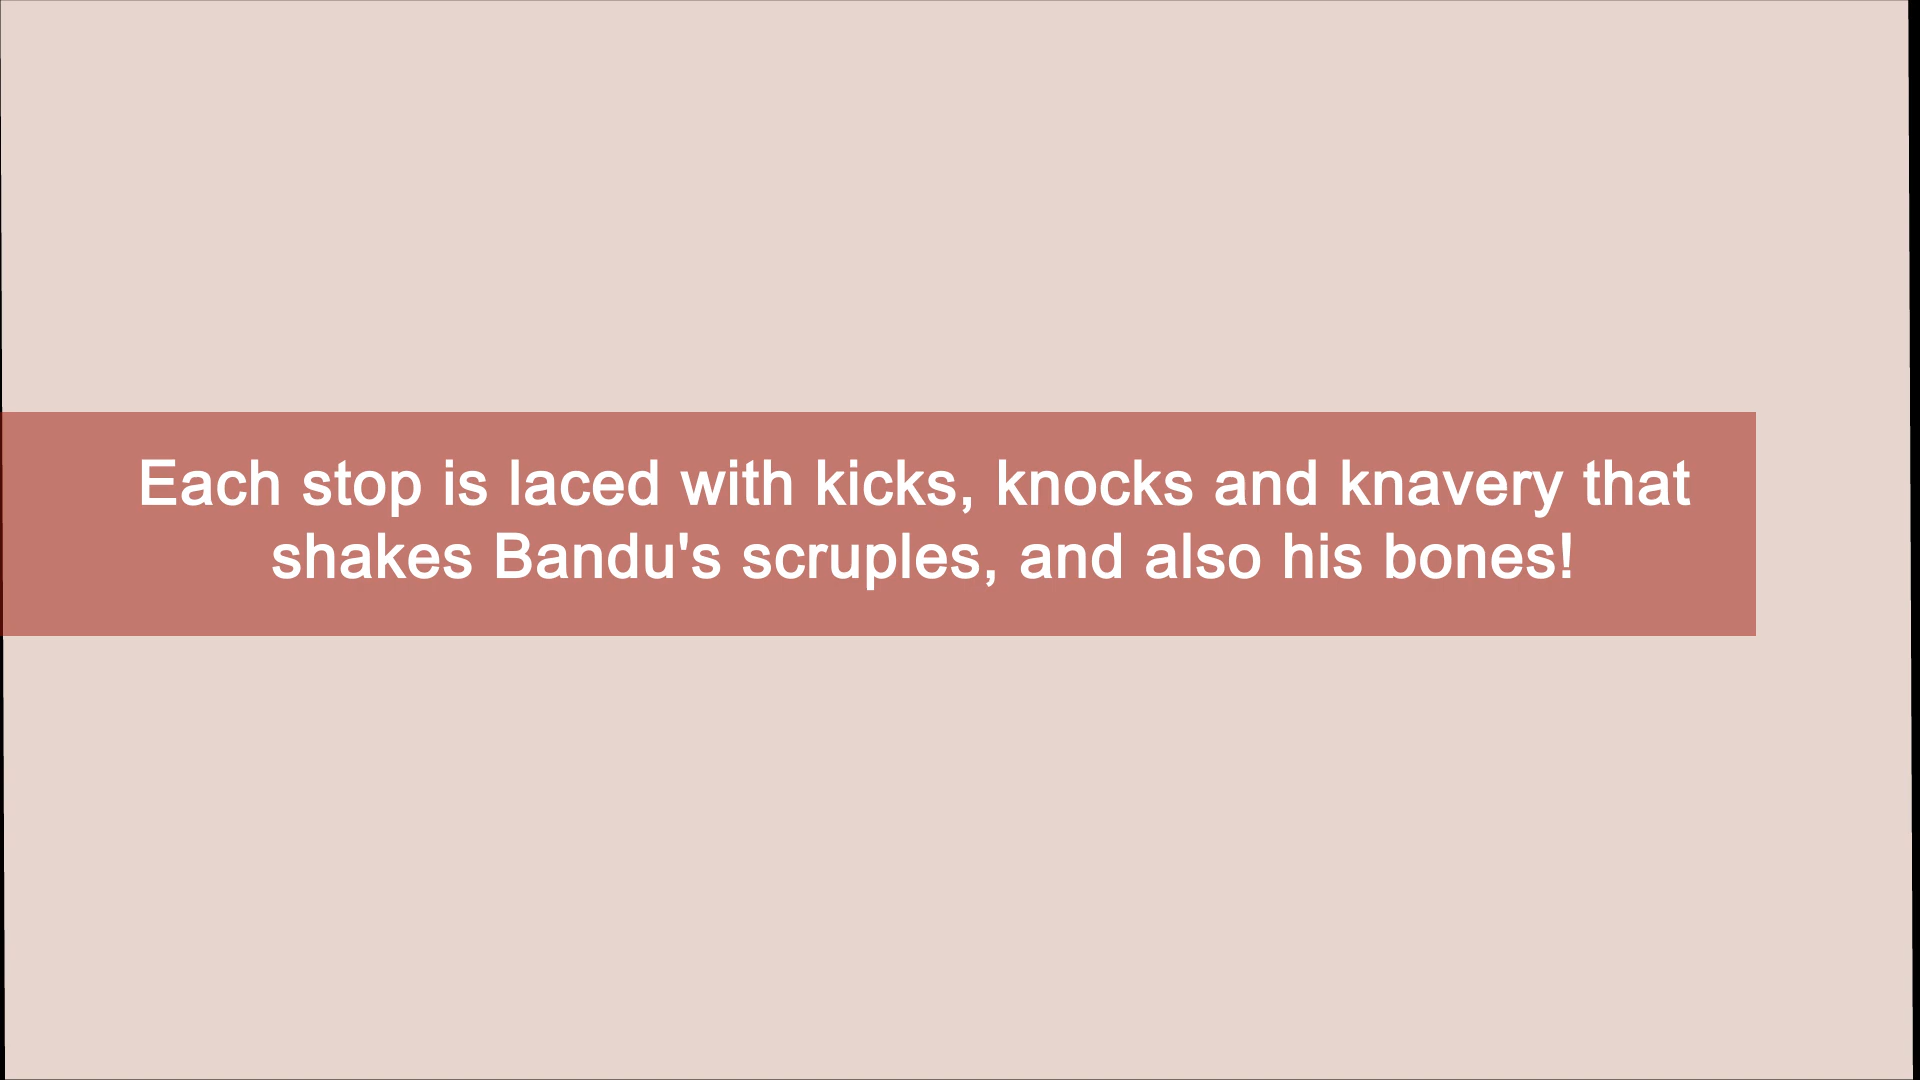 Each stop is laced with kicks, knocks and knavery that
shakes Bandu's scruples, and also his bones!